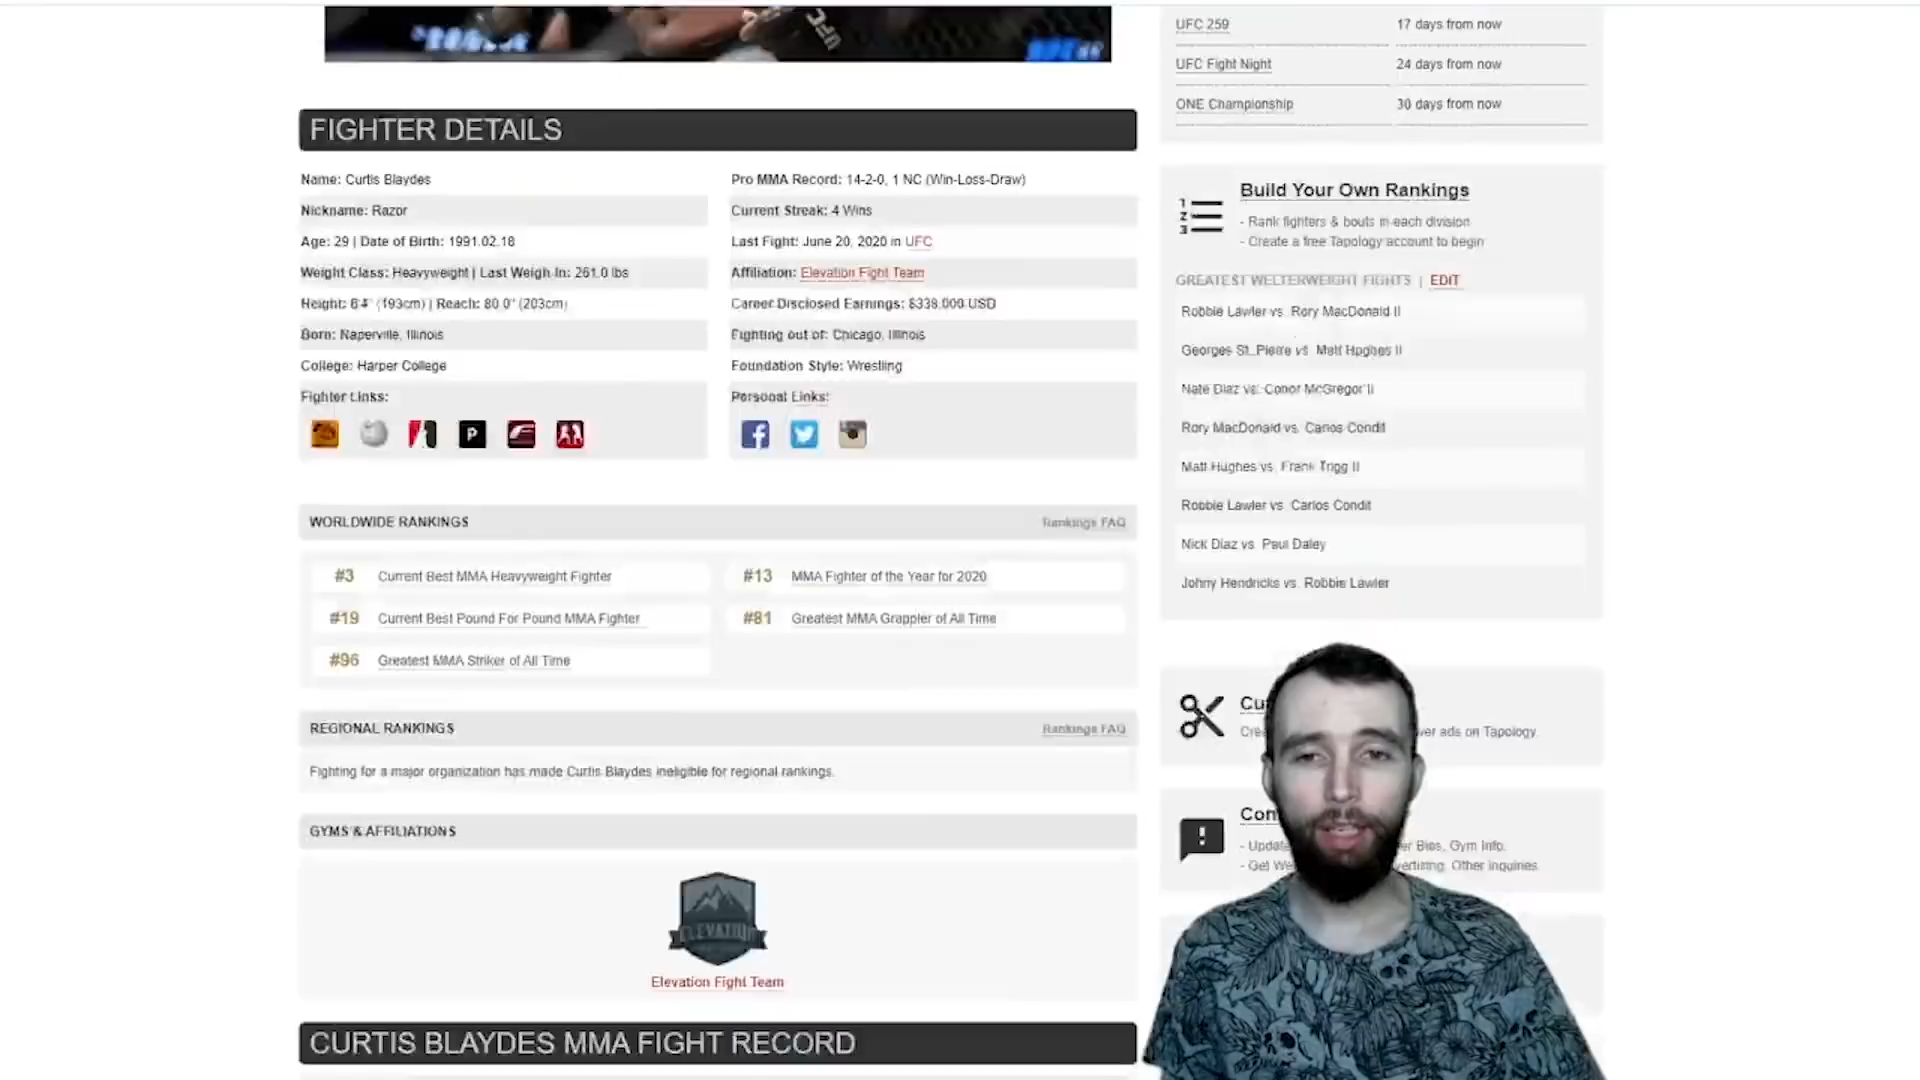 UFC 259 17 days from now
UFC Fight Night 24 days from now
ONE Championship 30 days from now
FIGHTER DETAILS
Name: Curtis Blaydes
Nickname: Razor
Age: 29 | Date of Birth: 1991.02.18
Weight Class: Heavyweight | Last Weigh-In: 261.0 lbs
Height: 6'4" (193cm) | Reach: 80.0" (203cm)
Born: Naperville, Illinois
College: Harper College
Fighter Links:
Pro MMA Record: 14-2-0, 1 NC (Win-Loss-Draw)
Current Streak: 4 Wins
Last Fight: June 20, 2020 in UFC
Affiliation: Elevation Fight Team
Career Disclosed Earnings: $338,000 USD
Fighting out of: Chicago, Illinois
Foundation Style: Wrestling
Personal Links:
WORLDWIDE RANKINGS Rankings FAQ
#3 Current Best MMA Heavyweight Fighter
#13 MMA Fighter of the Year for 2020
#19 Current Best Pound For Pound MMA Fighter
#81 Greatest MMA Grappler of All Time
#96 Greatest MMA Striker of All Time
REGIONAL RANKINGS Rankings FAQ
Fighting for a major organization has made Curtis Blaydes ineligible for regional rankings.
GYMS & AFFILIATIONS
ELEVATION
Elevation Fight Team
CURTIS BLAYDES MMA FIGHT RECORD
Build Your Own Rankings
- Rank fighters & bouts in each division
- Create a free Tapology account to begin
GREATEST WELTERWEIGHT FIGHTS | EDIT
Robbie Lawler vs. Rory MacDonald II
Georges St. Pierre vs. Matt Hughes II
Nate Diaz vs. Conor McGregor II
Rory MacDonald vs. Carlos Condit
Matt Hughes vs. Frank Trigg II
Robbie Lawler vs. Carlos Condit
Nick Diaz vs. Paul Daley
Johny Hendricks vs. Robbie Lawler
ads on Tapology.
- Update Bios, Gym Info.
- Get Other Inquiries